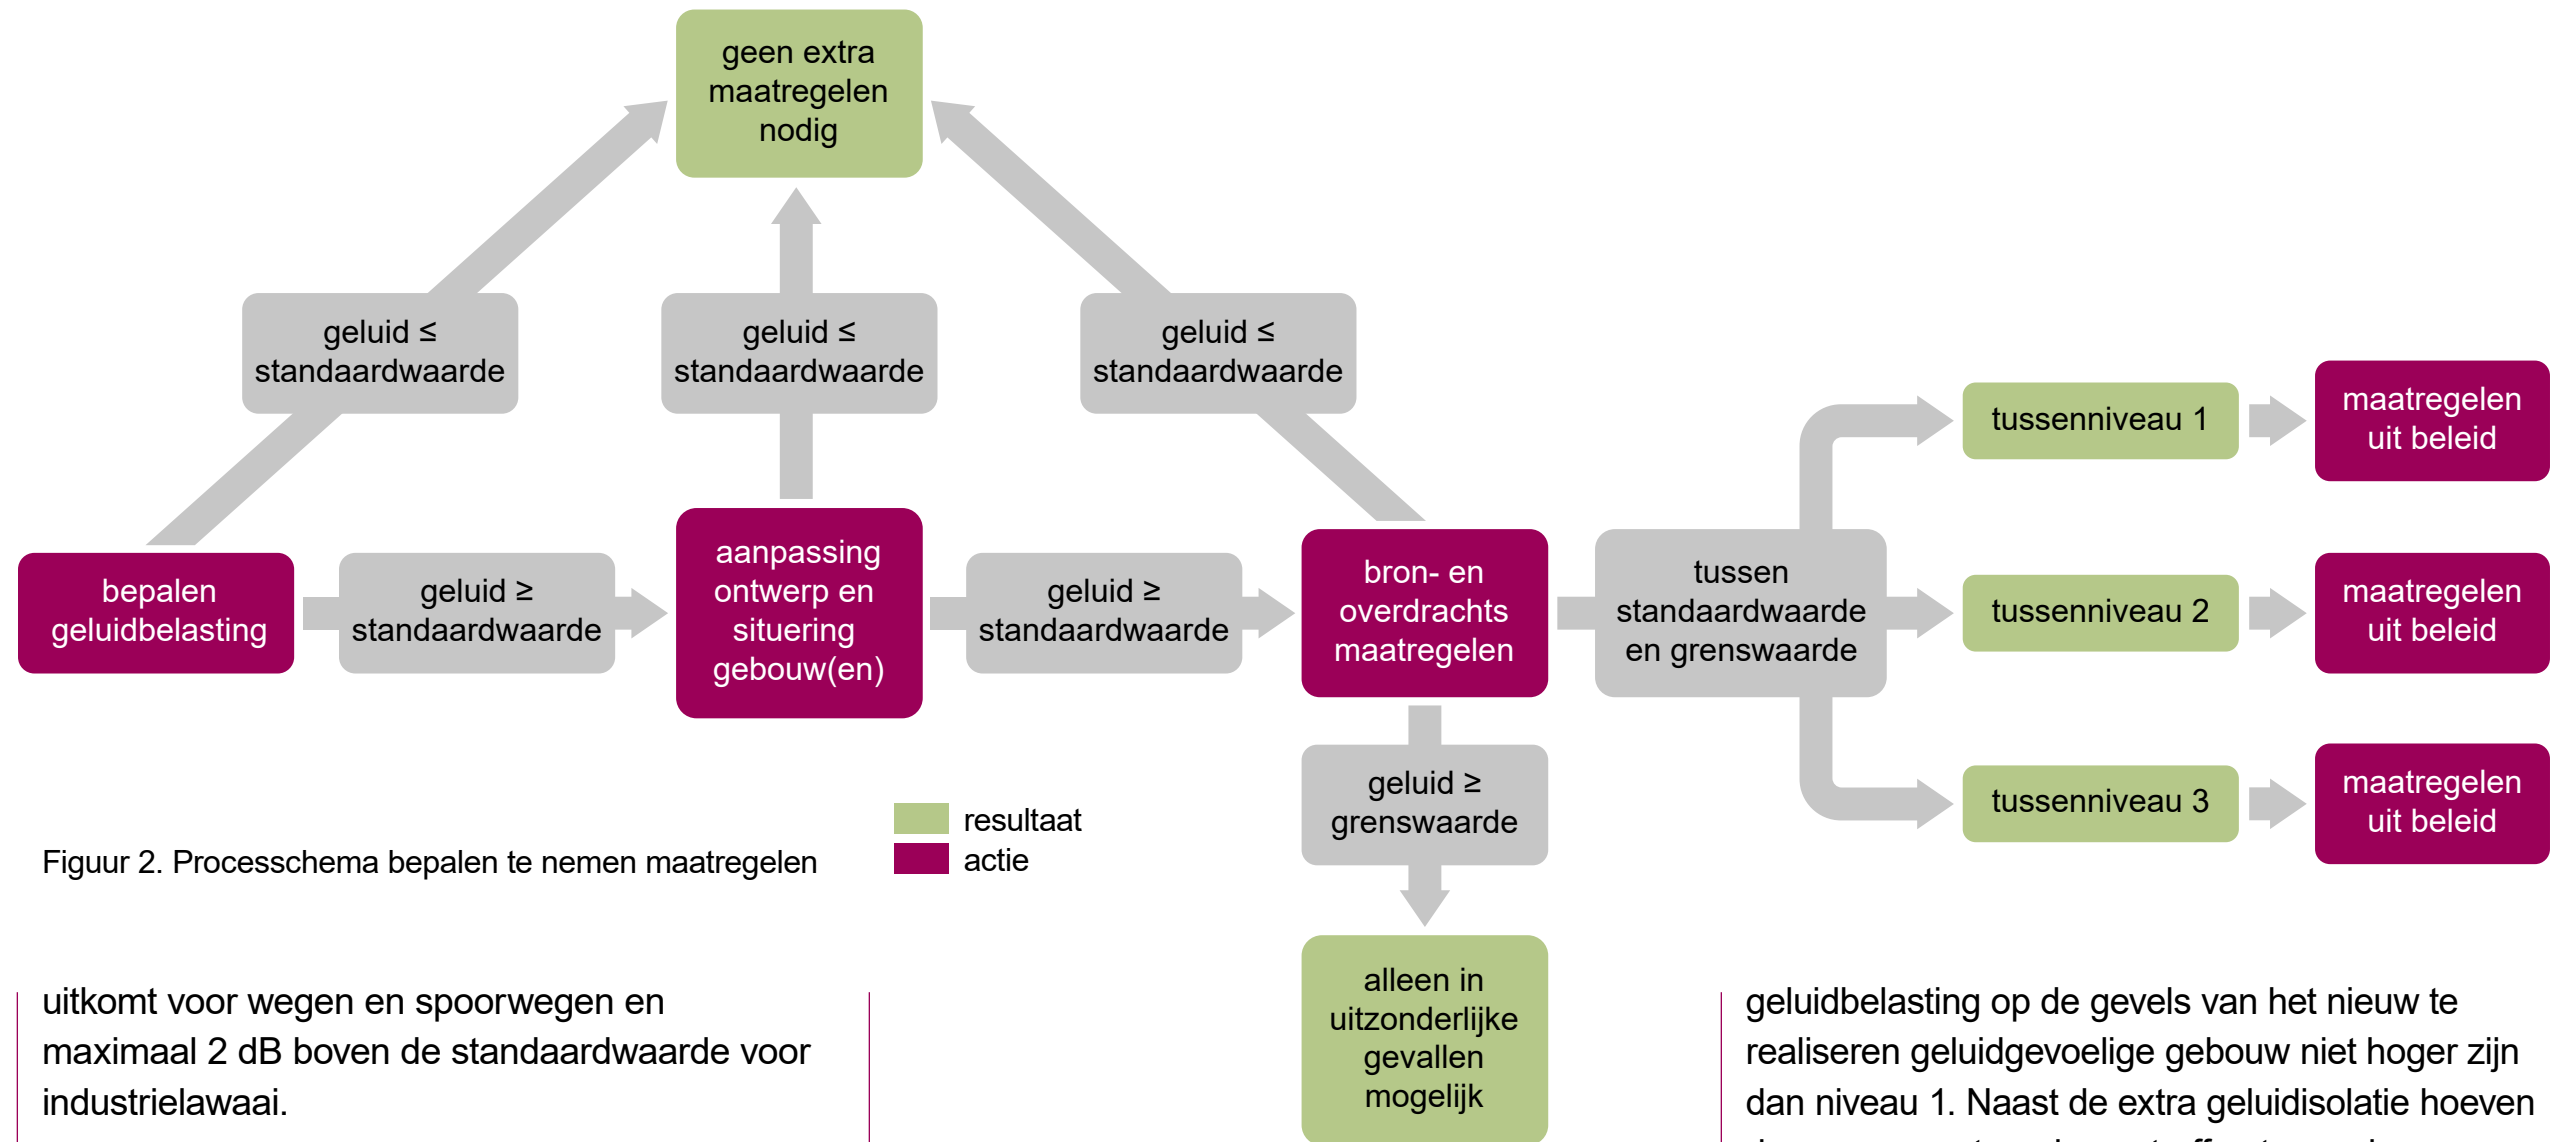 geen extra
maatregelen
nodig
geluid ≤
standaardwaarde
geluid ≤
standaardwaarde
geluid ≤
standaardwaarde
bepalen
geluidbelasting
geluid ≥
standaardwaarde
aanpassing
ontwerp en
situering
gebouw(en)
geluid ≥
standaardwaarde
bron- en
overdrachts
maatregelen
tussen
standaardwaarde
en grenswaarde
tussenniveau 1
maatregelen
uit beleid
tussenniveau 2
maatregelen
uit beleid
tussenniveau 3
maatregelen
uit beleid
geluid ≥
grenswaarde
alleen in
uitzonderlijke
gevallen
mogelijk
resultaat
actie
Figuur 2. Processchema bepalen te nemen maatregelen
uitkomt voor wegen en spoorwegen en
maximaal 2 dB boven de standaardwaarde voor
industrielawaai.
geluidbelasting op de gevels van het nieuw te
realiseren geluidgevoelige gebouw niet hoger zijn
dan niveau 1. Naast de extra geluidisolatie hoeven